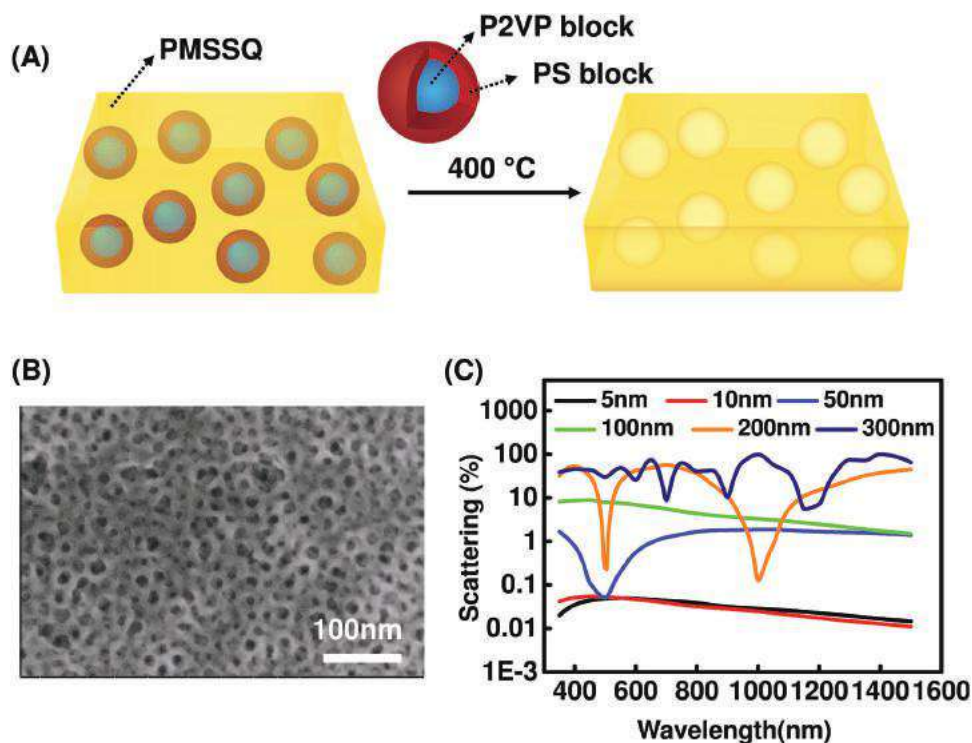 (A)
PMSSQ
P2VP block
PS block
400 °C
(B)
100nm
(C)
5nm 10nm 50nm
100nm 200nm 300nm
1000
100
10
1
0.1
0.01
1E-3
Scattering (%)
400 600 800 1000 1200 1400 1600
Wavelength(nm)